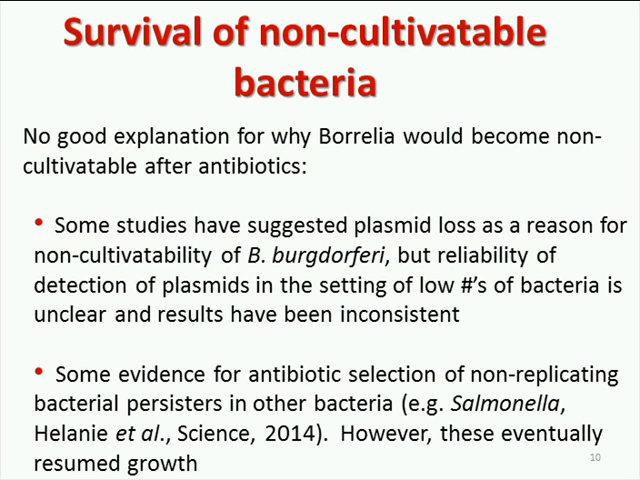 Survival of non-cultivatable
bacteria
No good explanation for why Borrelia would become non-
cultivatable after antibiotics:
• Some studies have suggested plasmid loss as a reason for
non-cultivatability of B. burgdorferi, but reliability of
detection of plasmids in the setting of low #'s of bacteria is
unclear and results have been inconsistent
• Some evidence for antibiotic selection of non-replicating
bacterial persisters in other bacteria (e.g. Salmonella,
Helanie et al., Science, 2014). However, these eventually
resumed growth
10